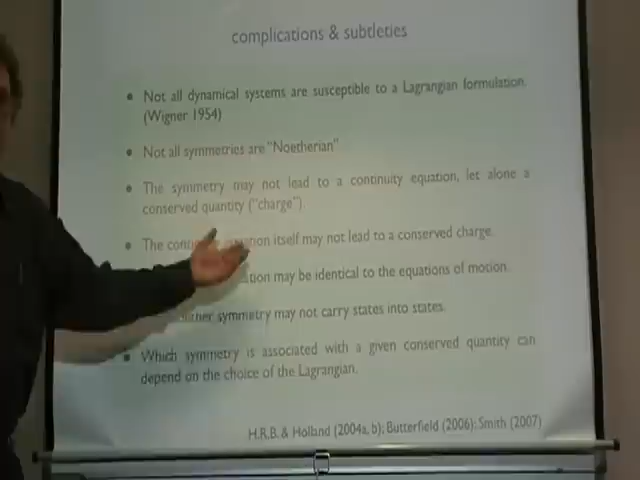 complications & subtleties
• Not all dynamical systems are susceptible to a Lagrangian formulation.
(Wigner 1954)
• Not all symmetries are "Noetherian"
• The symmetry may not lead to a continuity equation, let alone a
conserved quantity ("charge")
• The itself may not lead to a conserved charge.
may be identical to the equations of motion.
symmetry may not carry states into states.
• Which symmetry is associated with a given conserved quantity can
depend on the choice of the Lagrangian.
H.R.B. & Holland (2004a, b); Butterfield (2006); Smith (2007)